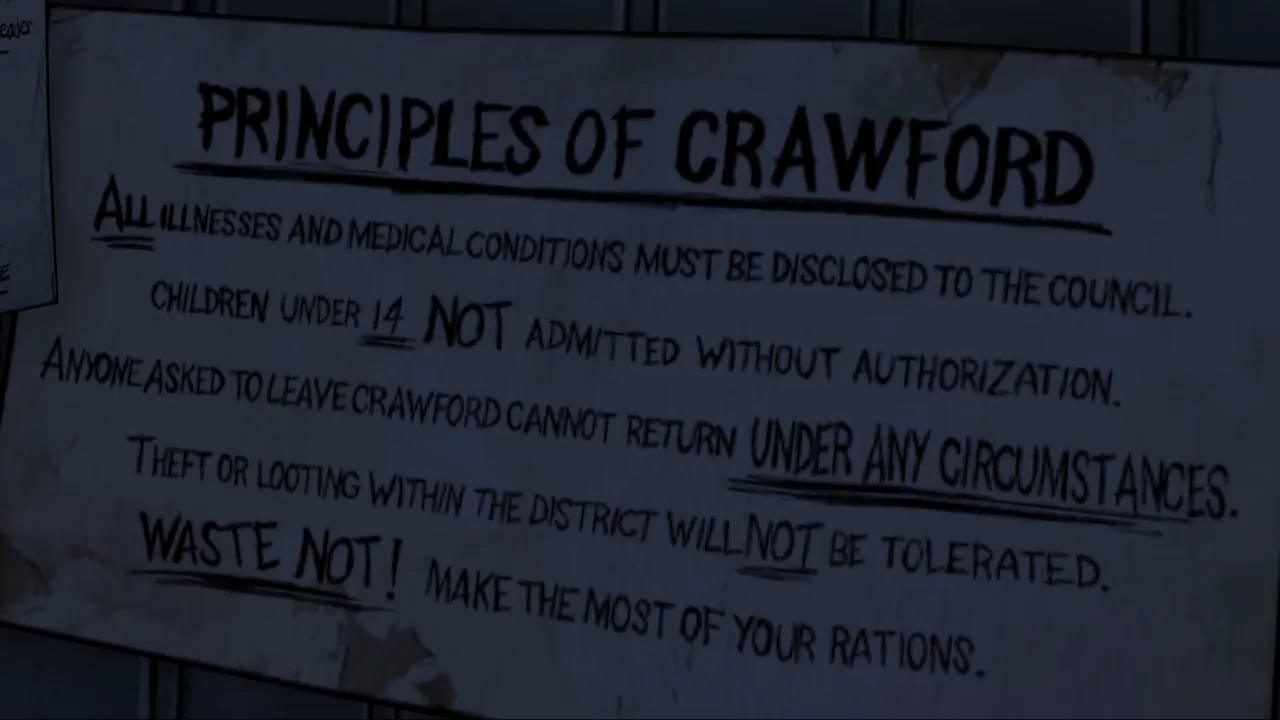 eader
PRINCIPLES OF CRAWFORD
ALL ILLNESSES AND MEDICAL CONDITIONS MUST BE DISCLOSED TO THE COUNCIL.
CHILDREN UNDER 14 NOT ADMITTED WITHOUT AUTHORIZATION.
ANYONE ASKED TO LEAVE CRAWFORD CANNOT RETURN UNDER ANY CIRCUMSTANCES.
THEFT OR LOOTING WITHIN THE DISTRICT WILL NOT BE TOLERATED.
WASTE NOT! MAKE THE MOST OF YOUR RATIONS.